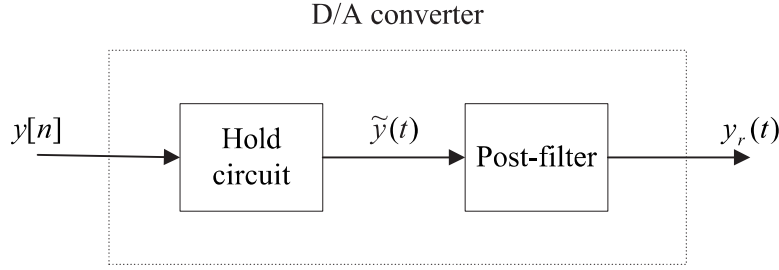 D/A converter
y[n]
Hold
circuit
ỹ(t)
Post-filter
y_r(t)